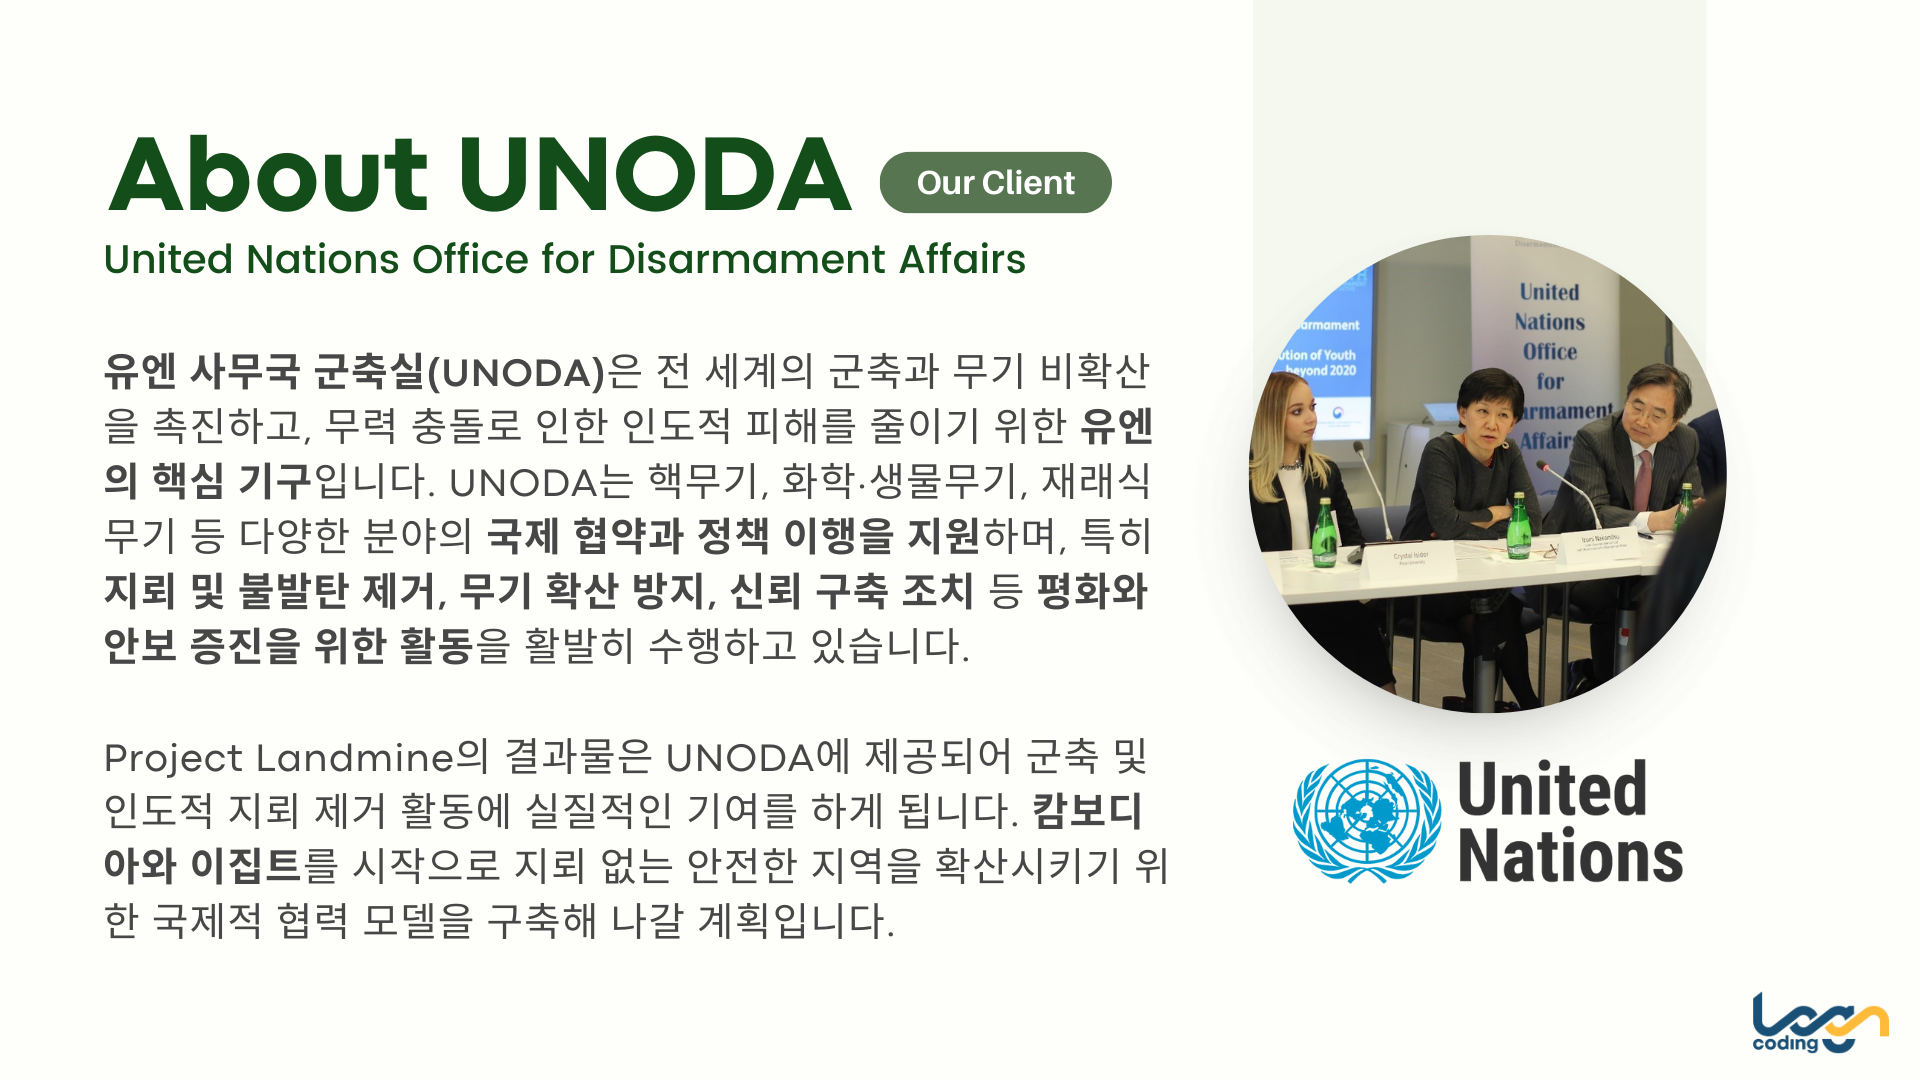 About UNODA
Our Client
United Nations Office for Disarmament Affairs
유엔 사무국 군축실(UNODA)은 전 세계의 군축과 무기 비확산
을 촉진하고, 무력 충돌로 인한 인도적 피해를 줄이기 위한 유엔
의 핵심 기구입니다. UNODA는 핵무기, 화학·생물무기, 재래식
무기 등 다양한 분야의 국제 협약과 정책 이행을 지원하며, 특히
지뢰 및 불발탄 제거, 무기 확산 방지, 신뢰 구축 조치 등 평화와
안보 증진을 위한 활동을 활발히 수행하고 있습니다.
Project Landmine의 결과물은 UNODA에 제공되어 군축 및
인도적 지뢰 제거 활동에 실질적인 기여를 하게 됩니다. 캄보디
아와 이집트를 시작으로 지뢰 없는 안전한 지역을 확산시키기 위
한 국제적 협력 모델을 구축해 나갈 계획입니다.
armament
ution of Youth
beyond 2020
United
Nations
Office
for
armament
Affairs
Crystal Isidor
Izumi Nakamitsu
United
Nations
coding